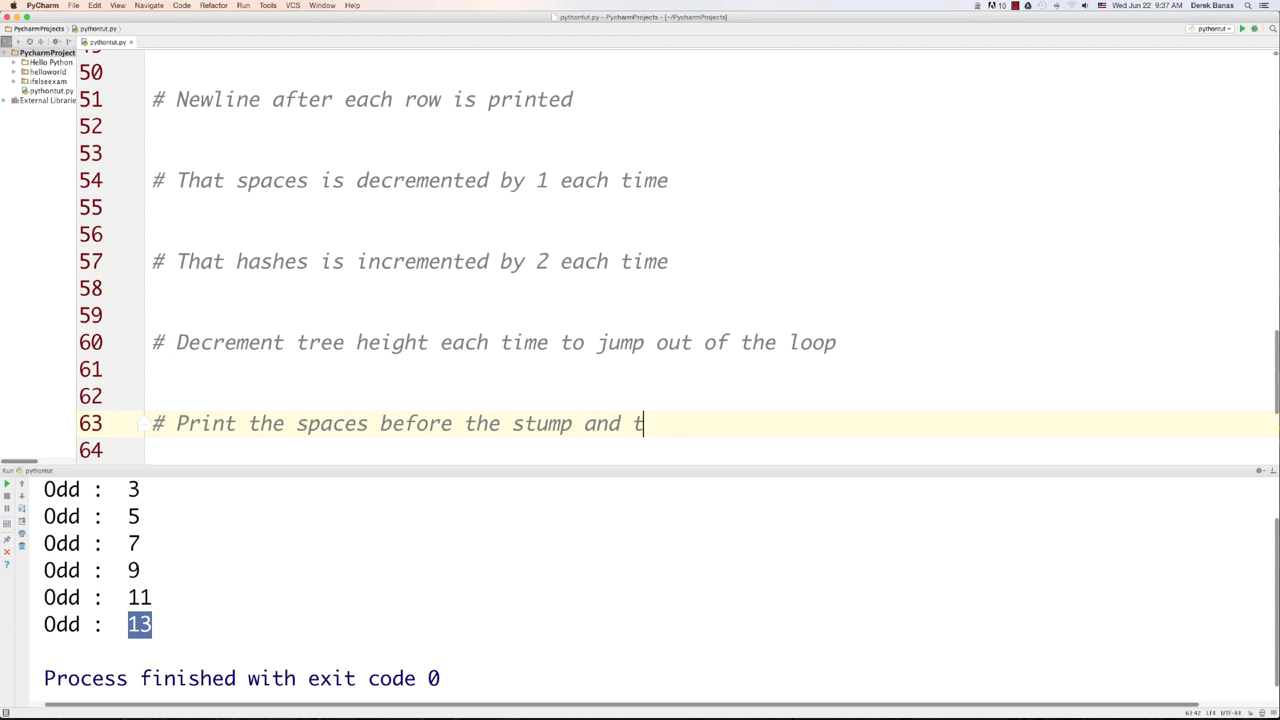 PyCharm File Edit View Navigate Code Refactor Run Tools VCS Window Help
10 Wed Jun 22 9:37 AM Derek Banas
pythontut.py - PycharmProjects - [~/PycharmProjects]
PycharmProjects pythontut.py pythontut
pythontut.py ×
PycharmProject
Hello Python
helloworld
ifelseexam
pythontut.py
External Librarie
50
51 # Newline after each row is printed
52
53
54 # That spaces is decremented by 1 each time
55
56
57 # That hashes is incremented by 2 each time
58
59
60 # Decrement tree height each time to jump out of the loop
61
62
63 # Print the spaces before the stump and t
64
Run pythontut
Odd : 3
Odd : 5
Odd : 7
Odd : 9
Odd : 11
Odd : 13
Process finished with exit code 0
63:42 LF≑ UTF-8≑